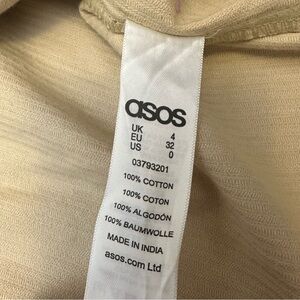 asos
UK 4
EU 32
US 0
03793201
100% COTTON
100% COTON
100% ALGODÓN
100% BAUMWOLLE
MADE IN INDIA
asos.com Ltd